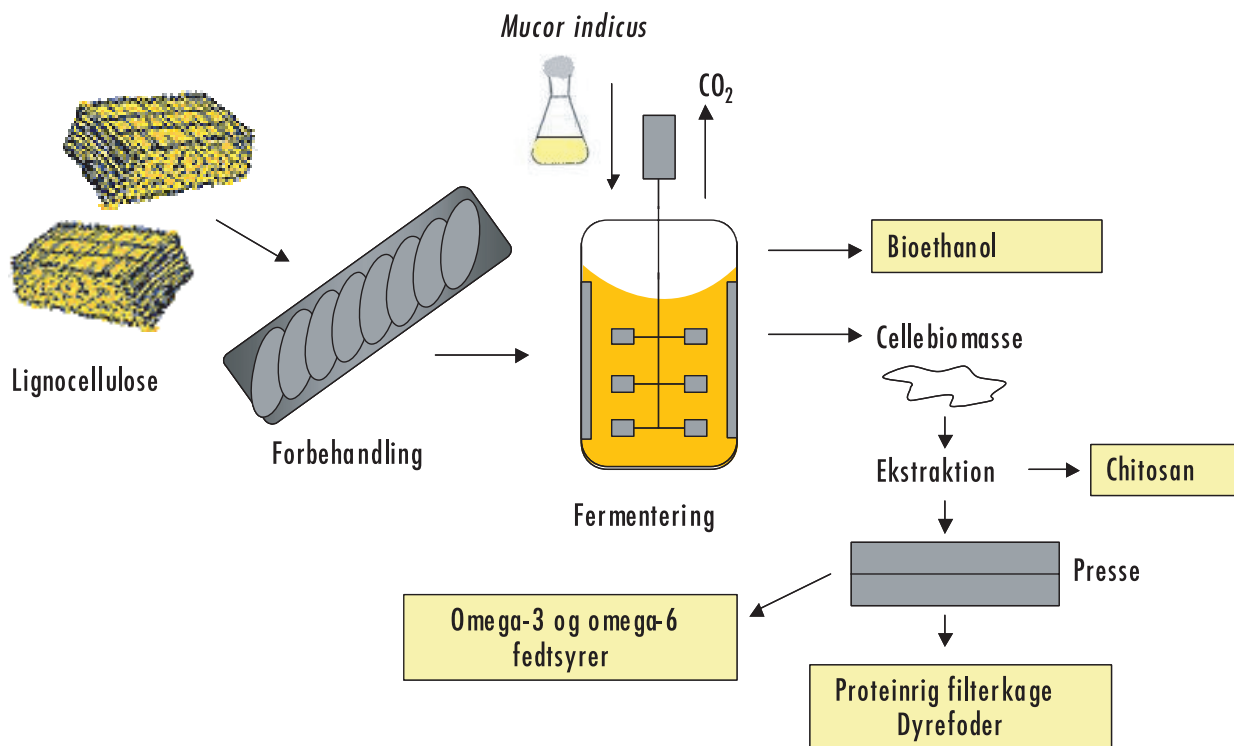 Mucor indicus
CO₂
Lignocellulose
Forbehandling
Fermentering
Bioethanol
Cellebiomasse
Ekstraktion
Chitosan
Presse
Omega-3 og omega-6
fedtsyrer
Proteinrig filterkage
Dyrefoder